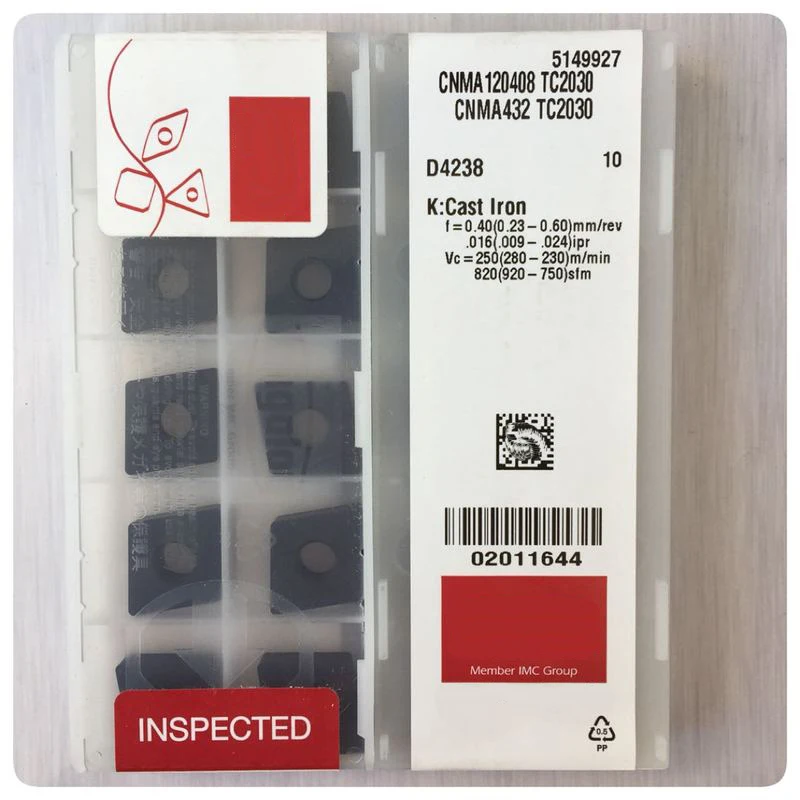 5149927
CNMA120408 TC2030
CNMA432 TC2030
D4238
10
K:Cast Iron
f=0.40(0.23-0.60)mm/rev
.016(.009-.024)ipr
Vc=250(280-230)m/min
820(920-750)sfm
02011644
Member IMC Group
0.5
PP
WARNING
INSPECTED